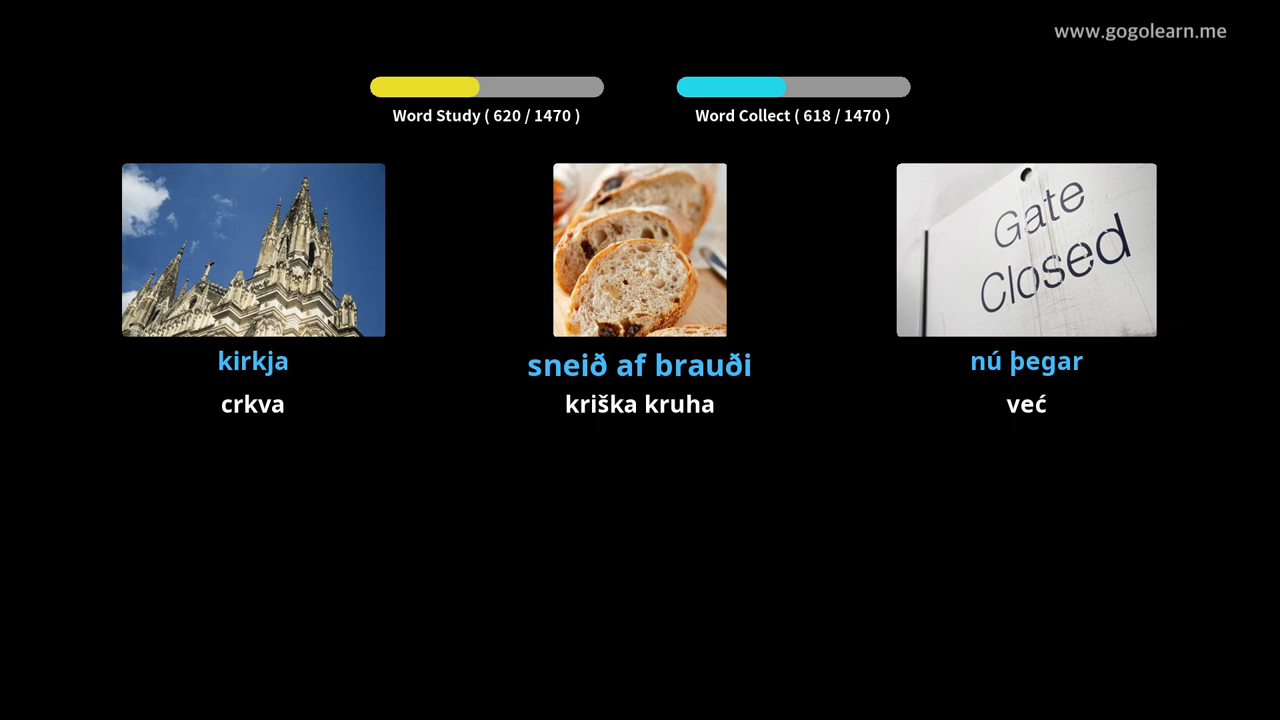 www.gogolearn.me
Word Study ( 620 / 1470 )
Word Collect ( 618 / 1470 )
Gate
Closed
kirkja
sneið af brauði
nú þegar
crkva
kriška kruha
već